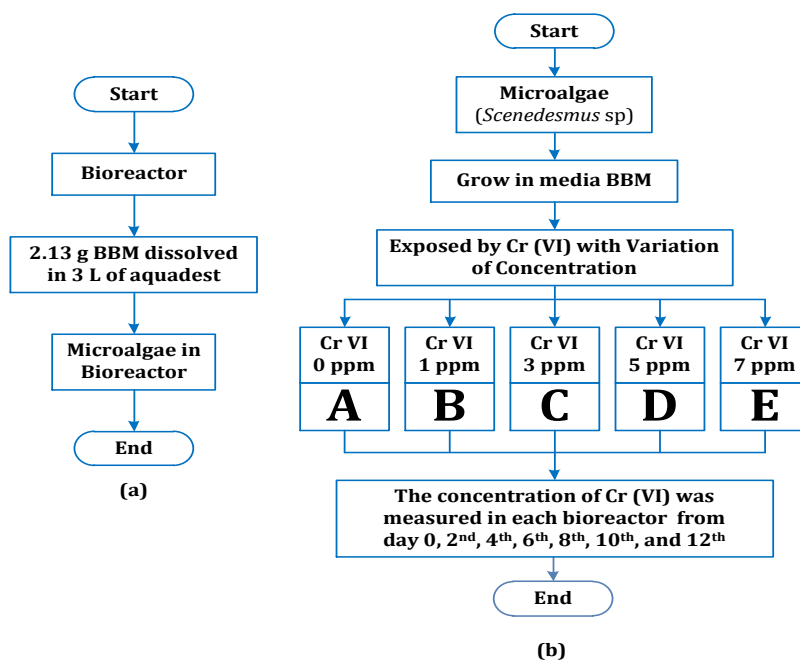 Start
Bioreactor
2.13 g BBM dissolved
in 3 L of aquadest
Microalgae in
Bioreactor
End
(a)
Start
Microalgae
(Scenedesmus sp)
Grow in media BBM
Exposed by Cr (VI) with Variation
of Concentration
Cr VI
0 ppm
A
Cr VI
1 ppm
B
Cr VI
3 ppm
C
Cr VI
5 ppm
D
Cr VI
7 ppm
E
The concentration of Cr (VI) was
measured in each bioreactor from
day 0, 2nd, 4th, 6th, 8th, 10th, and 12th
End
(b)